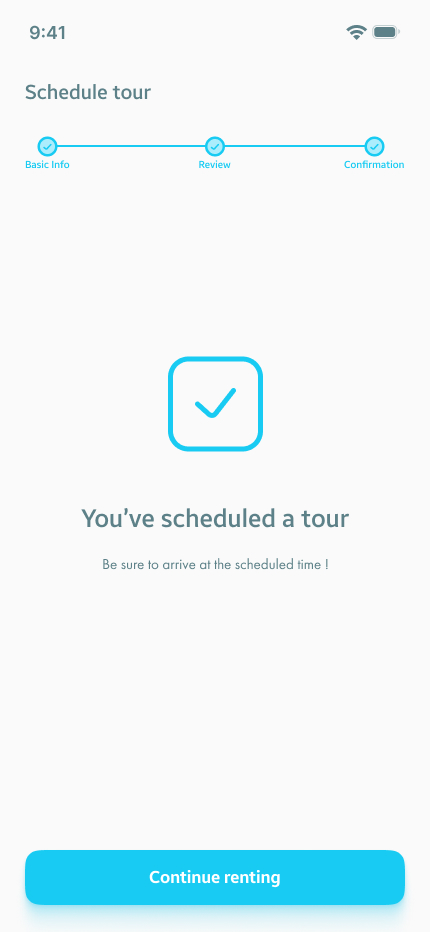 9:41
Schedule tour
Basic Info Review Confirmation
You've scheduled a tour
Be sure to arrive at the scheduled time !
Continue renting